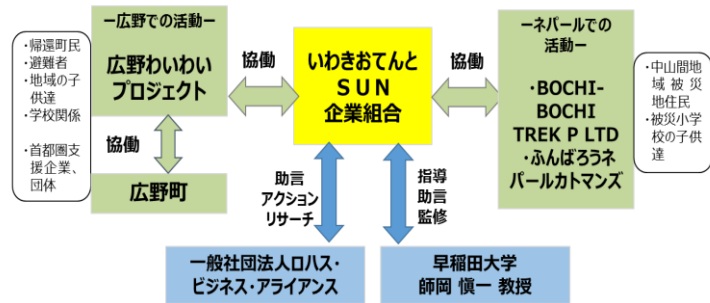 ・帰還町民
・避難者
・地域の子
供達
・学校関係
・首都圏支
援企業、
団体
ー広野での活動ー
広野わいわい
プロジェクト
協働
広野町
協働
いわきおてんと
SUN
企業組合
協働
ーネパールでの
活動ー
・BOCHI-
BOCHI
TREK P LTD
・ふんばろうネ
パールカトマンズ
・中山間地
域被災
地住民
・被災小学
校の子供
達
助言
アクション
リサーチ
指導
助言
監修
一般社団法人ロハス・
ビジネス・アライアンス
早稲田大学
師岡 愼一 教授